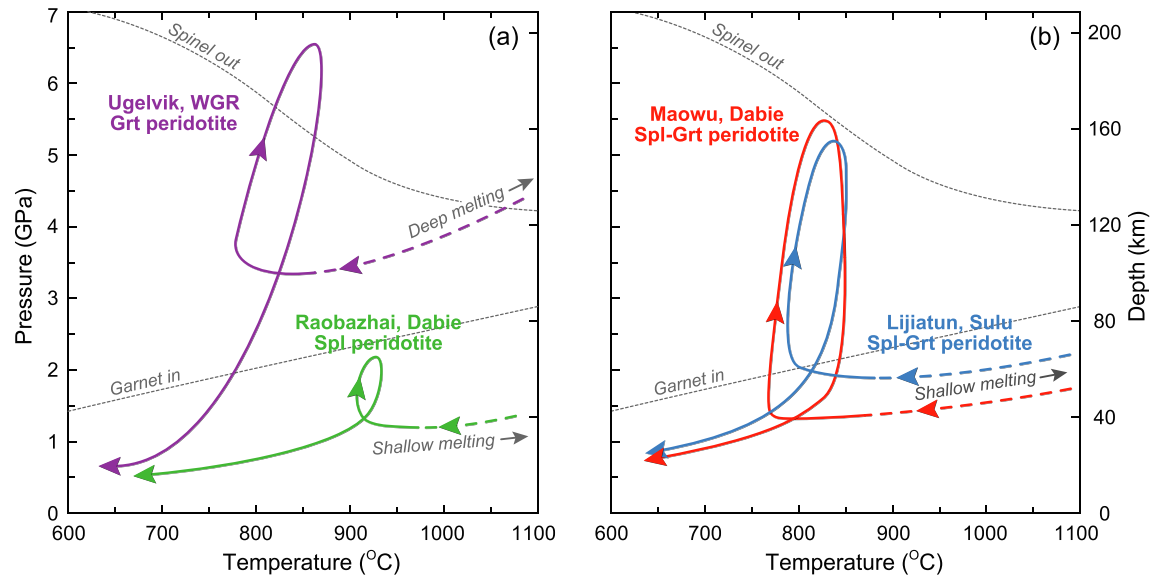 (a)
Spinel out
Ugelvik, WGR
Grt peridotite
Deep melting
Raobazhai, Dabie
Spl peridotite
Garnet in
Shallow melting
Pressure (GPa)
7
6
5
4
3
2
1
0
600
700
800
900
1000
1100
Temperature (OC)
(b)
Spinel out
Maowu, Dabie
Spl-Grt peridotite
Lijiatun, Sulu
Spl-Grt peridotite
Garnet in
Shallow melting
200
160
120
80
40
0
Depth (km)
600
700
800
900
1000
1100
Temperature (OC)